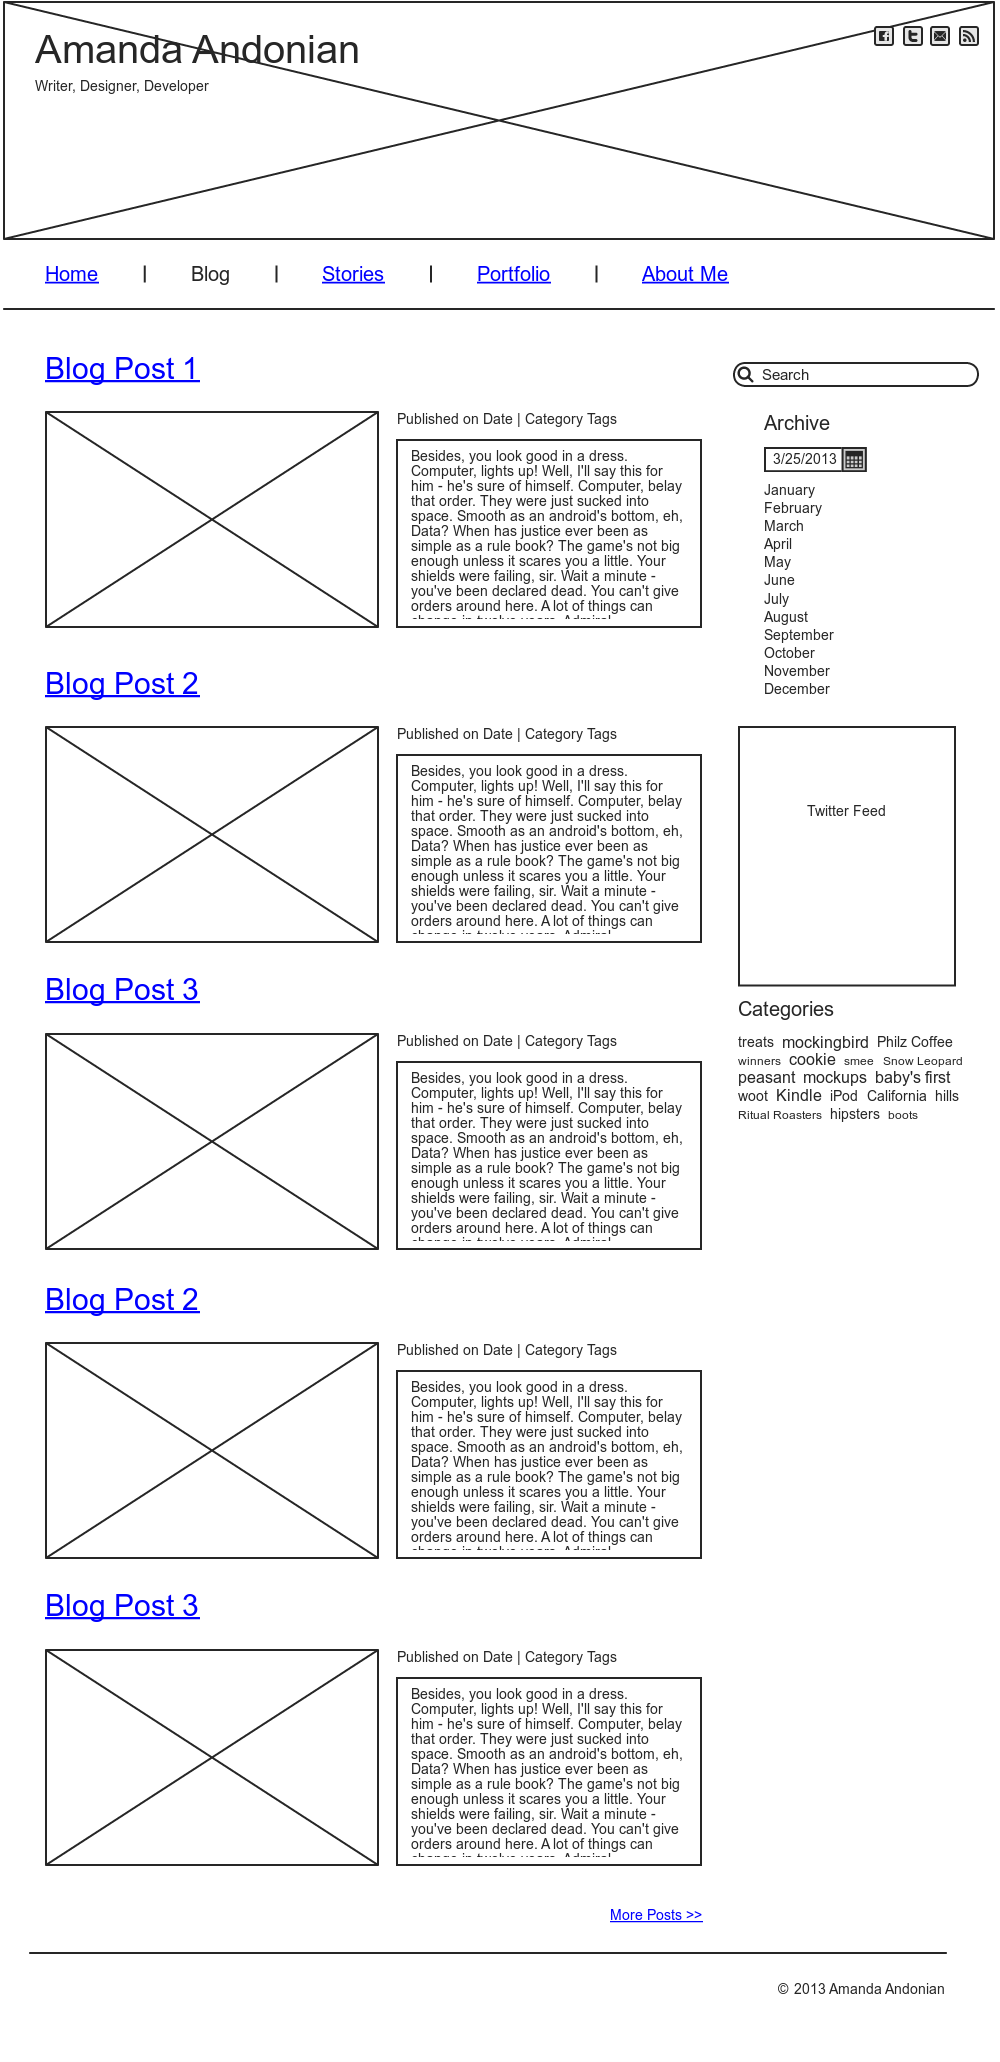 Amanda Andonian
Writer, Designer, Developer
Home | Blog | Stories | Portfolio | About Me
Blog Post 1
Published on Date | Category Tags
Besides, you look good in a dress.
Computer, lights up! Well, I'll say this for
him - he's sure of himself. Computer, belay
that order. They were just sucked into
space. Smooth as an android's bottom, eh,
Data? When has justice ever been as
simple as a rule book? The game's not big
enough unless it scares you a little. Your
shields were failing, sir. Wait a minute -
you've been declared dead. You can't give
orders around here. A lot of things can
change in twelve years, Admiral.
Blog Post 2
Published on Date | Category Tags
Besides, you look good in a dress.
Computer, lights up! Well, I'll say this for
him - he's sure of himself. Computer, belay
that order. They were just sucked into
space. Smooth as an android's bottom, eh,
Data? When has justice ever been as
simple as a rule book? The game's not big
enough unless it scares you a little. Your
shields were failing, sir. Wait a minute -
you've been declared dead. You can't give
orders around here. A lot of things can
change in twelve years, Admiral.
Blog Post 3
Published on Date | Category Tags
Besides, you look good in a dress.
Computer, lights up! Well, I'll say this for
him - he's sure of himself. Computer, belay
that order. They were just sucked into
space. Smooth as an android's bottom, eh,
Data? When has justice ever been as
simple as a rule book? The game's not big
enough unless it scares you a little. Your
shields were failing, sir. Wait a minute -
you've been declared dead. You can't give
orders around here. A lot of things can
change in twelve years, Admiral.
Blog Post 2
Published on Date | Category Tags
Besides, you look good in a dress.
Computer, lights up! Well, I'll say this for
him - he's sure of himself. Computer, belay
that order. They were just sucked into
space. Smooth as an android's bottom, eh,
Data? When has justice ever been as
simple as a rule book? The game's not big
enough unless it scares you a little. Your
shields were failing, sir. Wait a minute -
you've been declared dead. You can't give
orders around here. A lot of things can
change in twelve years, Admiral.
Blog Post 3
Published on Date | Category Tags
Besides, you look good in a dress.
Computer, lights up! Well, I'll say this for
him - he's sure of himself. Computer, belay
that order. They were just sucked into
space. Smooth as an android's bottom, eh,
Data? When has justice ever been as
simple as a rule book? The game's not big
enough unless it scares you a little. Your
shields were failing, sir. Wait a minute -
you've been declared dead. You can't give
orders around here. A lot of things can
change in twelve years, Admiral.
More Posts >>
Search
Archive
3/25/2013
January
February
March
April
May
June
July
August
September
October
November
December
Twitter Feed
Categories
treats mockingbird Philz Coffee
winners cookie smee Snow Leopard
peasant mockups baby's first
woot Kindle iPod California hills
Ritual Roasters hipsters boots
© 2013 Amanda Andonian